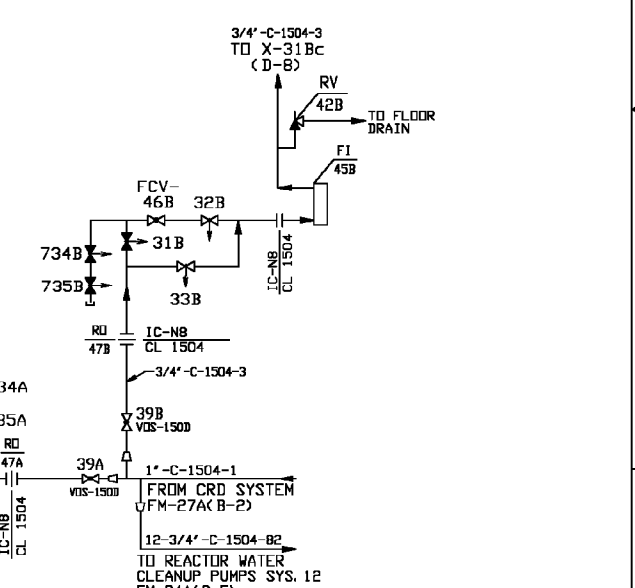 3/4"-C-1504-3
TO X-31Bc
(D-8)
RV
42B
TO FLOOR
DRAIN
FI
45B
FCV-
46B
32B
734B
31B
735B
33B
IC-N8
CL 1504
RO
47B
IC-N8
CL 1504
3/4"-C-1504-3
34A
39B
VOS-150D
35A
RO
47A
39A
VOS-150D
1"-C-1504-1
FROM CRD SYSTEM
FM-27A(B-2)
IC-N8
CL 1504
12-3/4"-C-1504-B2
TO REACTOR WATER
CLEANUP PUMPS SYS. 12